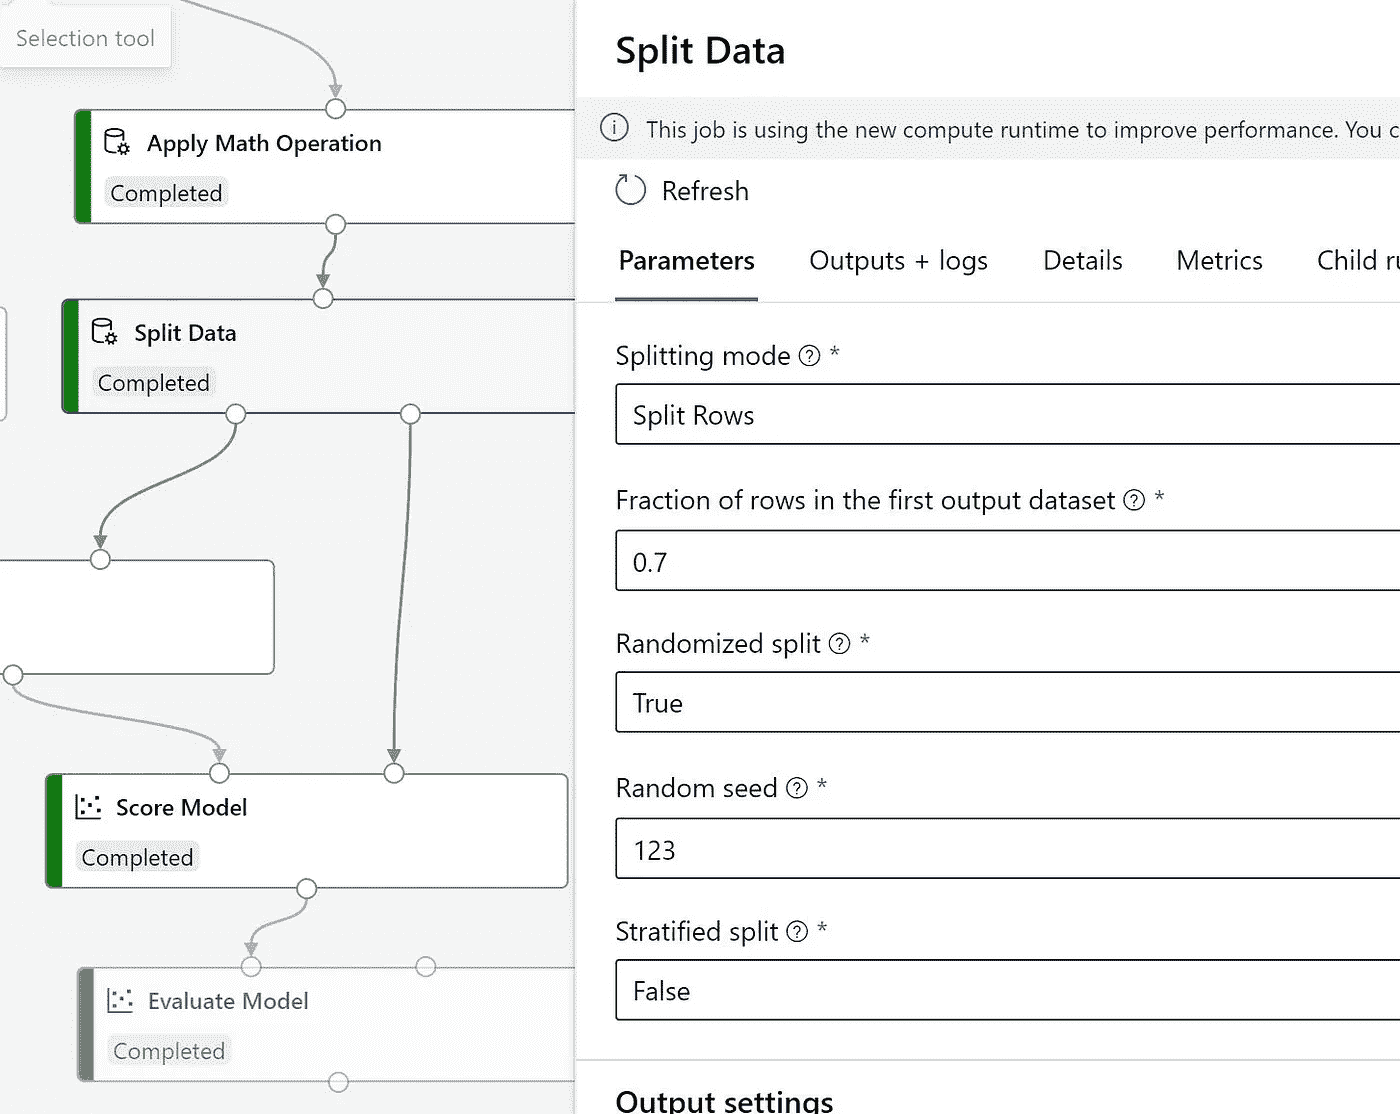 Selection tool
Apply Math Operation
Completed
Split Data
Completed
Score Model
Completed
Evaluate Model
Completed
Split Data
This job is using the new compute runtime to improve performance. You c
Refresh
Parameters Outputs + logs Details Metrics Child ru
Splitting mode ? *
Split Rows
Fraction of rows in the first output dataset ? *
0.7
Randomized split ? *
True
Random seed ? *
123
Stratified split ? *
False
Output settings